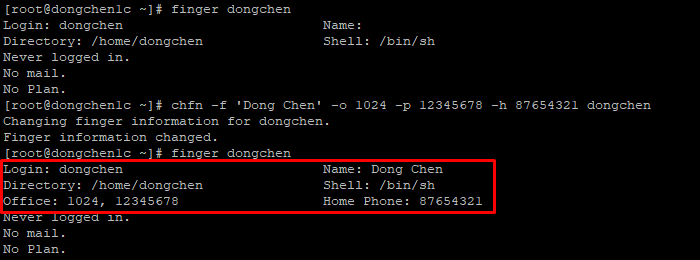 [root@dongchenlc ~]# finger dongchen
Login: dongchen Name:
Directory: /home/dongchen Shell: /bin/sh
Never logged in.
No mail.
No Plan.
[root@dongchenlc ~]# chfn -f 'Dong Chen' -o 1024 -p 12345678 -h 87654321 dongchen
Changing finger information for dongchen.
Finger information changed.
[root@dongchenlc ~]# finger dongchen
Login: dongchen Name: Dong Chen
Directory: /home/dongchen Shell: /bin/sh
Office: 1024, 12345678 Home Phone: 87654321
Never logged in.
No mail.
No Plan.